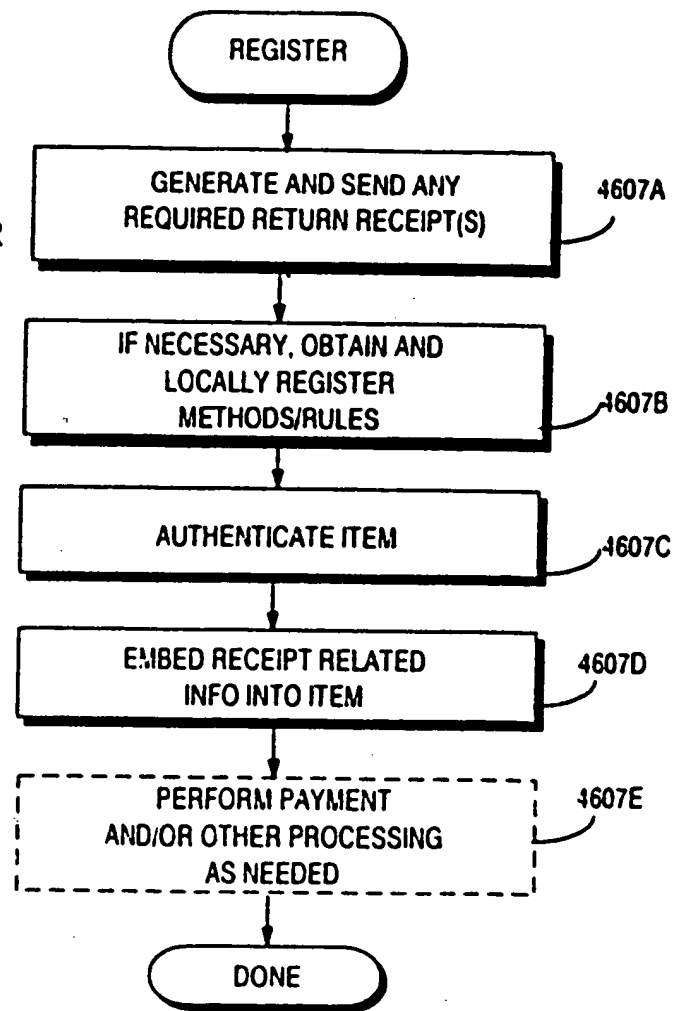 REGISTER
GENERATE AND SEND ANY
REQUIRED RETURN RECEIPT(S)
4607A
IF NECESSARY, OBTAIN AND
LOCALLY REGISTER
METHODS/RULES
4607B
AUTHENTICATE ITEM
4607C
EMBED RECEIPT RELATED
INFO INTO ITEM
4607D
PERFORM PAYMENT
AND/OR OTHER PROCESSING
AS NEEDED
4607E
DONE